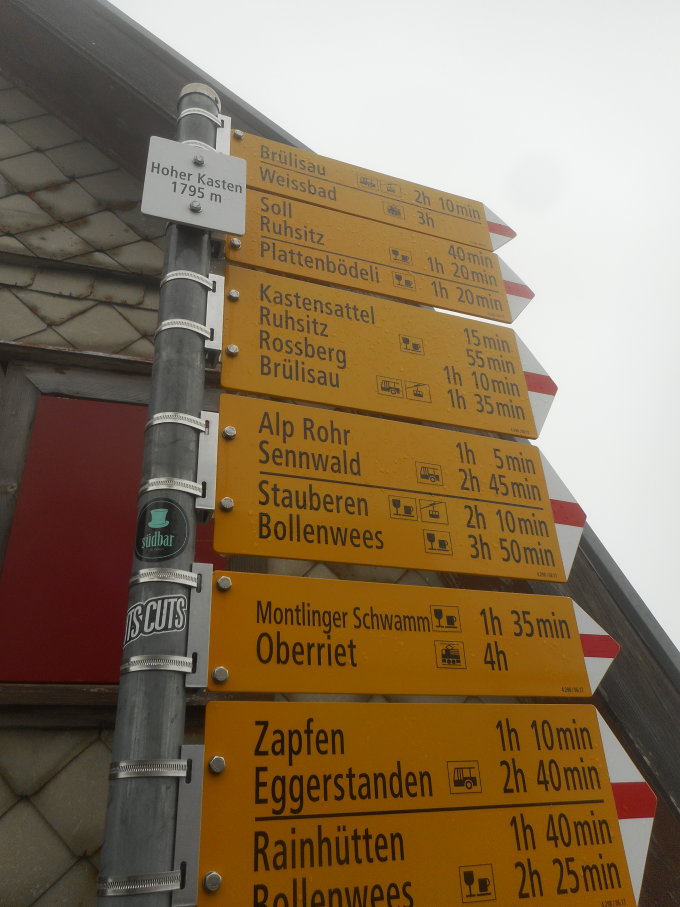 Hoher Kasten
1795 m
Brülisau 2h 10min
Weissbad 3h
Soll 40min
Ruhsitz 1h 20min
Plattenbödeli 1h 20min
Kastensattel 15min
Ruhsitz 55min
Rossberg 1h 10min
Brülisau 1h 35min
Alp Rohr 1h 5min
Sennwald 2h 45min
Stauberen 2h 10min
Bollenwees 3h 50min
südbar
TS·CUTS
Montlinger Schwamm 1h 35min
Oberriet 4h
Zapfen 1h 10min
Eggerstanden 2h 40min
Rainhütten 1h 40min
Bollenwees 2h 25min